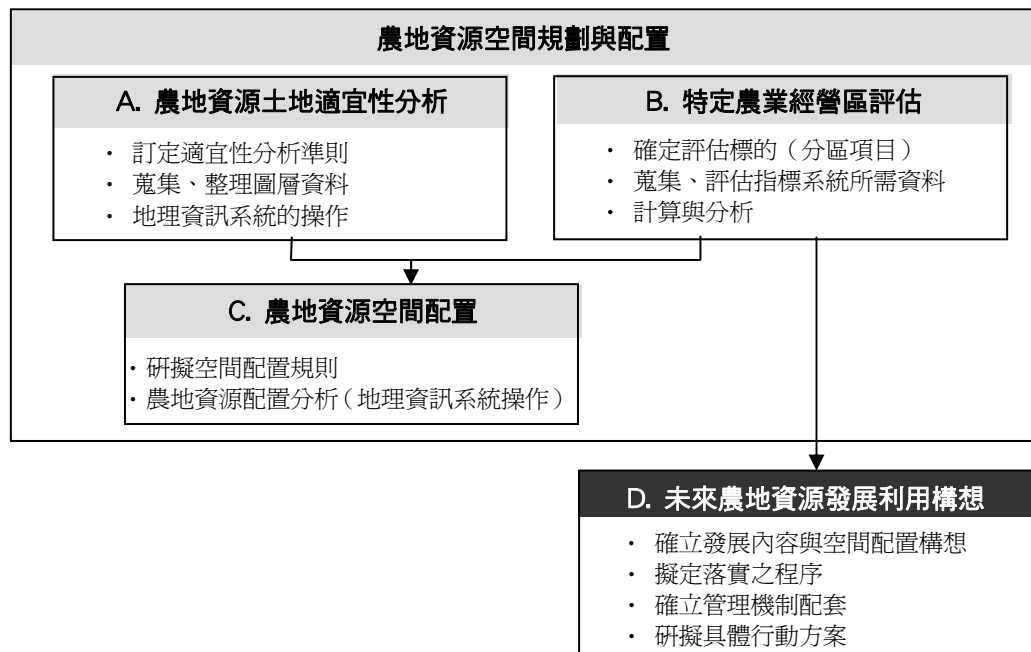 農地資源空間規劃與配置
A. 農地資源土地適宜性分析
· 訂定適宜性分析準則
· 蒐集、整理圖層資料
· 地理資訊系統的操作
B. 特定農業經營區評估
· 確定評估標的（分區項目）
· 蒐集、評估指標系統所需資料
· 計算與分析
C. 農地資源空間配置
· 研擬空間配置規則
· 農地資源配置分析（地理資訊系統操作）
D. 未來農地資源發展利用構想
· 確立發展內容與空間配置構想
· 擬定落實之程序
· 確立管理機制配套
· 研擬具體行動方案